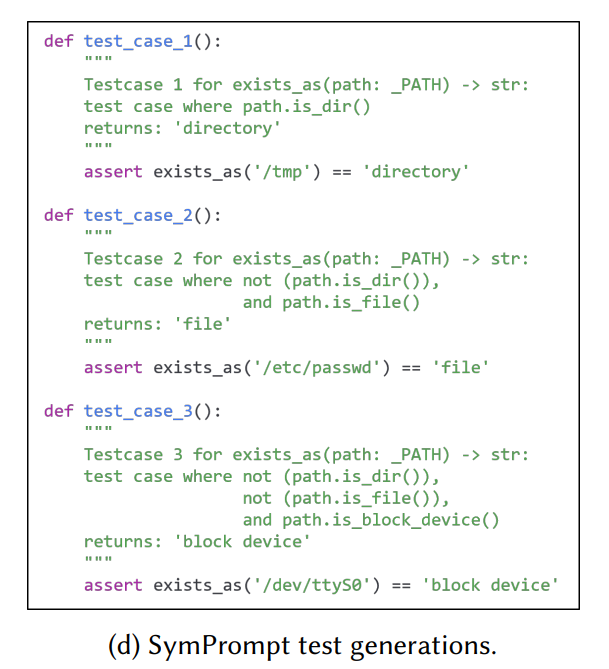 def test_case_1():
"""
Testcase 1 for exists_as(path: _PATH) -> str:
test case where path.is_dir()
returns: 'directory'
"""
assert exists_as('/tmp') == 'directory'
def test_case_2():
"""
Testcase 2 for exists_as(path: _PATH) -> str:
test case where not (path.is_dir()),
and path.is_file()
returns: 'file'
"""
assert exists_as('/etc/passwd') == 'file'
def test_case_3():
"""
Testcase 3 for exists_as(path: _PATH) -> str:
test case where not (path.is_dir()),
not (path.is_file()),
and path.is_block_device()
returns: 'block device'
"""
assert exists_as('/dev/ttyS0') == 'block device'
(d) SymPrompt test generations.